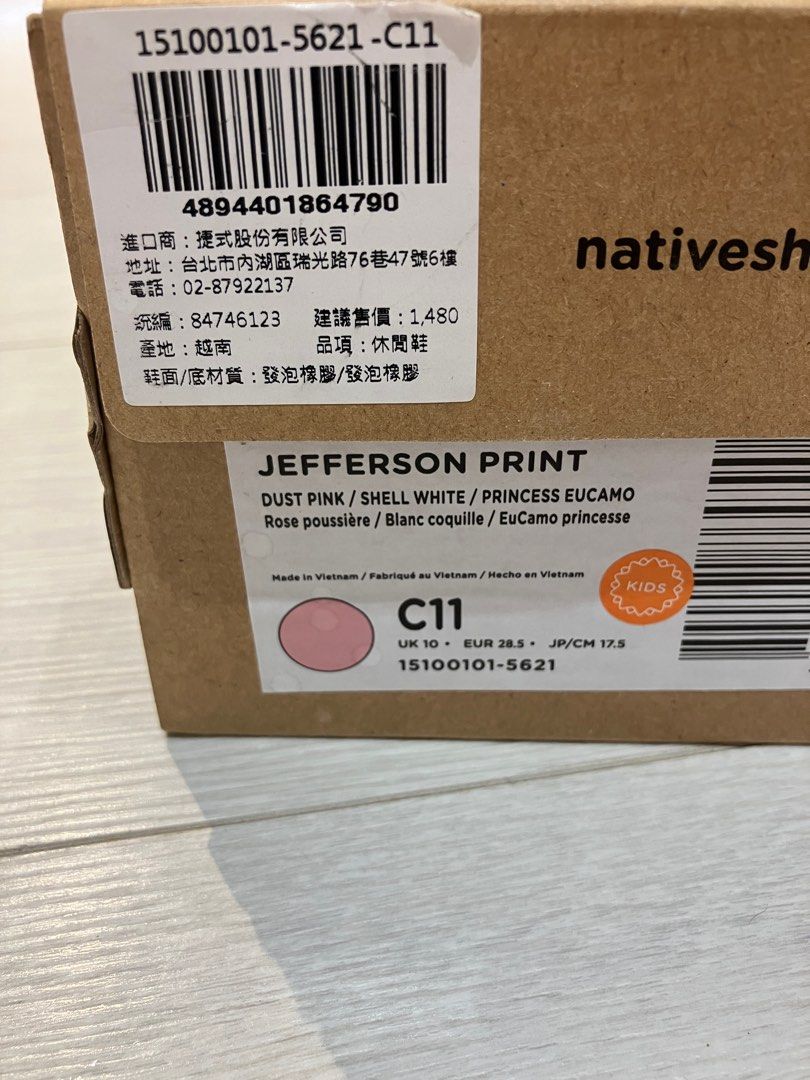 15100101-5621-C11
4894401864790
進口商：捷式股份有限公司
地址：台北市內湖區瑞光路76巷47號6樓
電話：02-87922137
統編：84746123 建議售價：1,480
產地：越南 品項：休閒鞋
鞋面/底材質：發泡橡膠/發泡橡膠
nativesh
JEFFERSON PRINT
DUST PINK / SHELL WHITE / PRINCESS EUCAMO
Rose poussière / Blanc coquille / EuCamo princesse
Made in Vietnam / Fabriqué au Vietnam / Hecho en Vietnam
KIDS
C11
UK 10 • EUR 28.5 • JP/CM 17.5
15100101-5621